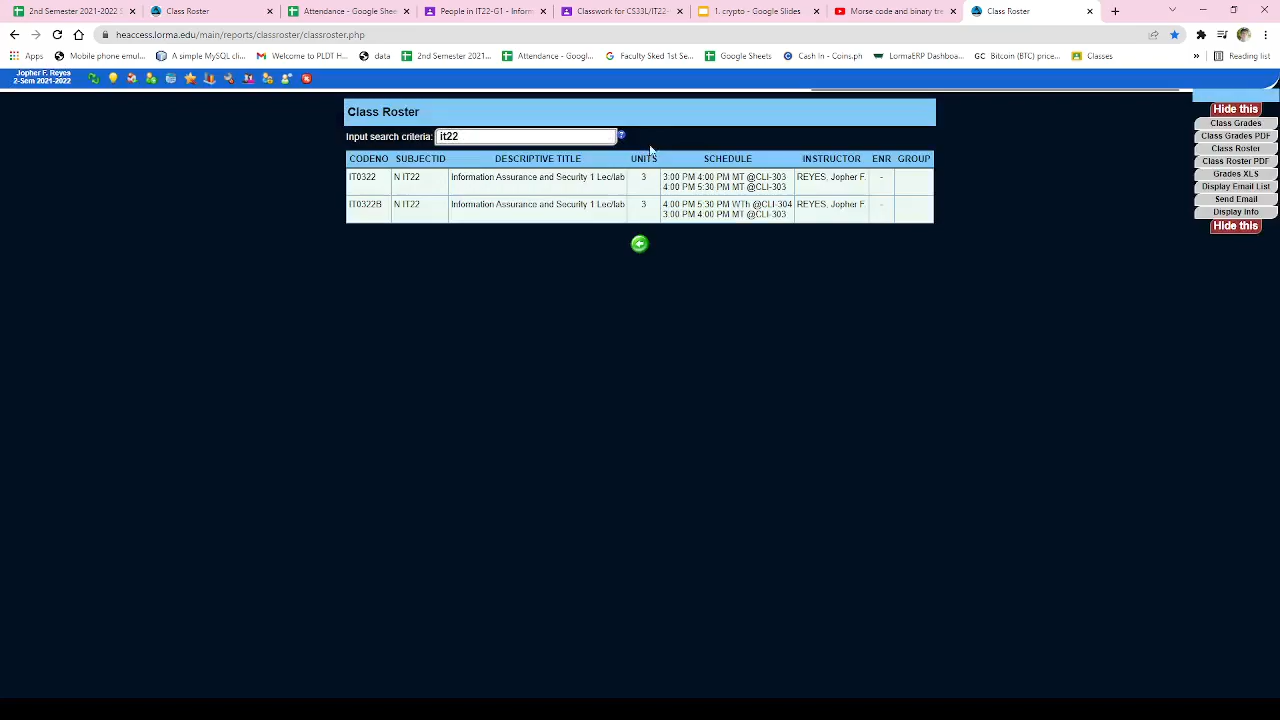 2nd Semester 2021-2022 S
Class Roster
Attendance - Google Shee
People in IT22-G1 - Inform
Classwork for CS33L/IT22-
1. crypto - Google Slides
Morse code and binary tre
Class Roster
heaccess.lorma.edu/main/reports/classroster/classroster.php
Apps
Mobile phone emul...
A simple MySQL cli...
Welcome to PLDT H...
data
2nd Semester 2021...
Attendance - Googl...
Faculty Sked 1st Se...
Google Sheets
Cash In - Coins.ph
LormaERP Dashboa...
GC Bitcoin (BTC) price...
Classes
»
Reading list
Jopher F. Reyes
2-Sem 2021-2022
Hide this
Class Grades
Class Grades PDF
Class Roster
Class Roster PDF
Grades XLS
Display Email List
Send Email
Display Info
Hide this
Class Roster
Input search criteria: it22
CODENO SUBJECTID DESCRIPTIVE TITLE UNITS SCHEDULE INSTRUCTOR ENR GROUP
IT0322 N IT22 Information Assurance and Security 1 Lec/lab 3 3:00 PM 4:00 PM MT @CLI-303 REYES, Jopher F. -
4:00 PM 5:30 PM MT @CLI-303
IT0322B N IT22 Information Assurance and Security 1 Lec/lab 3 4:00 PM 5:30 PM WTh @CLI-304 REYES, Jopher F. -
3:00 PM 4:00 PM MT @CLI-303